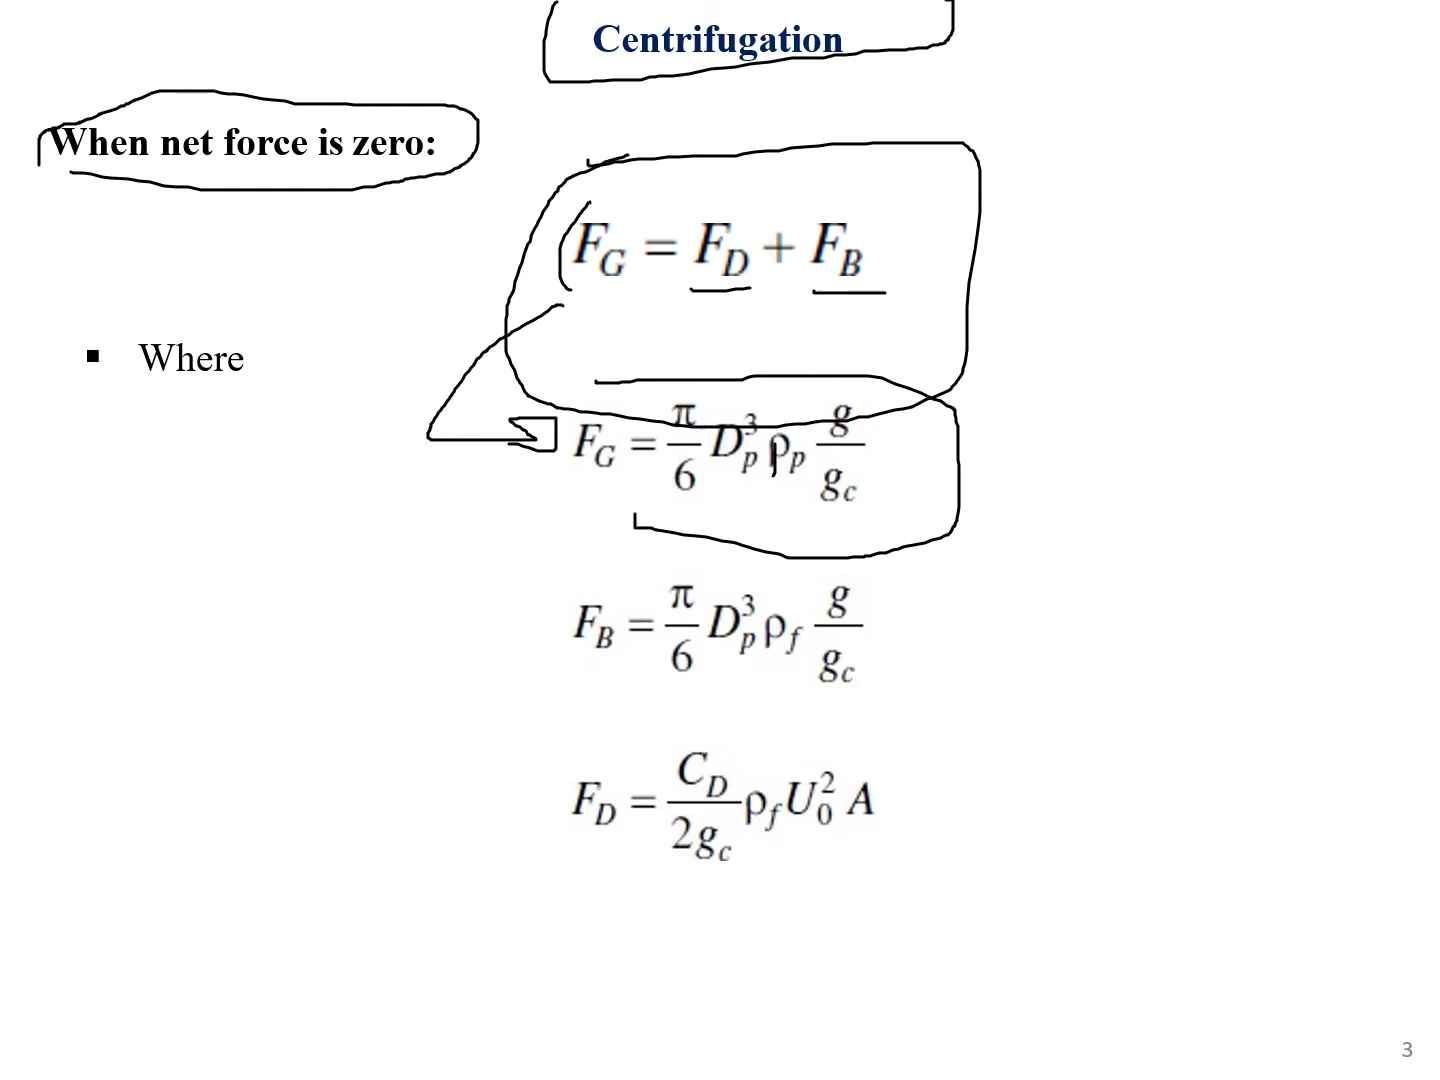 Centrifugation
When net force is zero:
F_G = F_D + F_B
▪ Where
F_G = π/6 D_p^3 ρ_p g/g_c
F_B = π/6 D_p^3 ρ_f g/g_c
F_D = C_D/2g_c ρ_f U_0^2 A
3